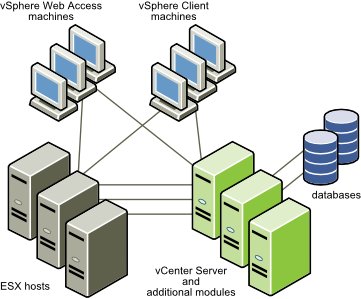 vSphere Web Access
machines
vSphere Client
machines
databases
ESX hosts
vCenter Server
and
additional modules